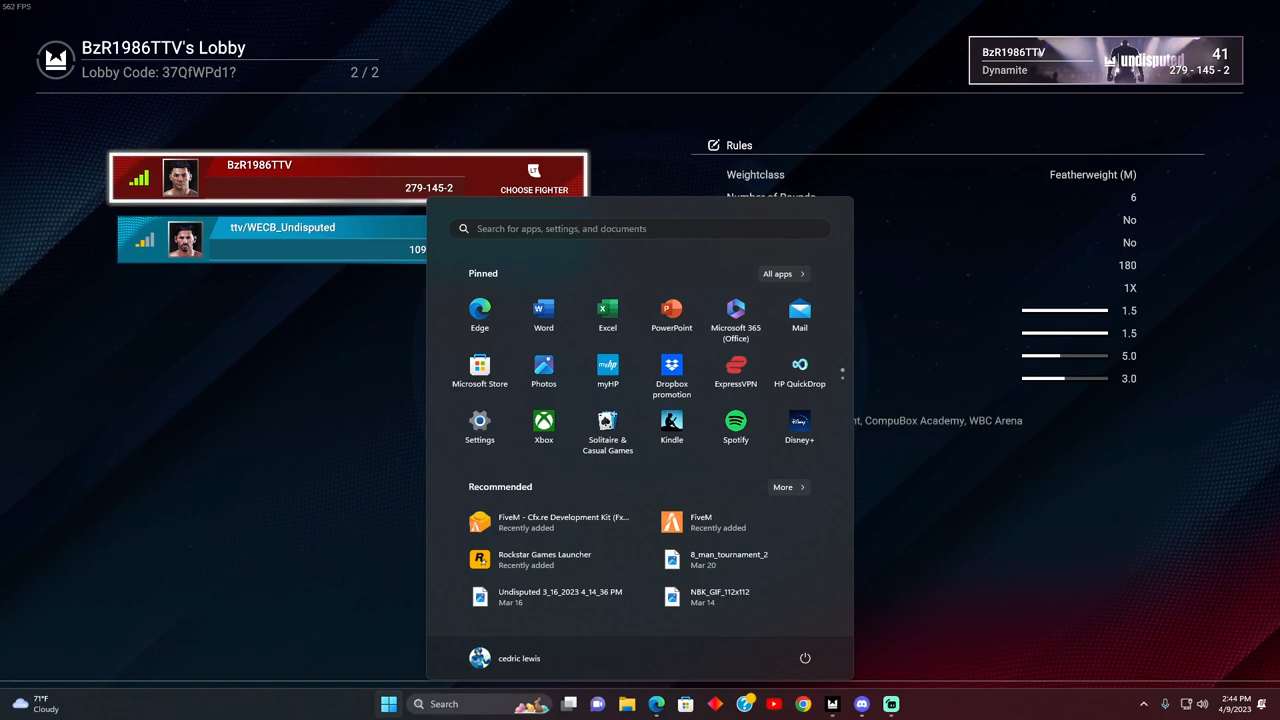 562 FPS
BzR1986TTV's Lobby
Lobby Code: 37QfWPd1?
2 / 2
BzR1986TTV
Dynamite
undisputed
41
279 - 145 - 2
BzR1986TTV
279-145-2
LT
CHOOSE FIGHTER
ttv/WECB_Undisputed
109
Rules
Weightclass
Featherweight (M)
6
No
No
180
1X
1.5
1.5
5.0
3.0
CompuBox Academy, WBC Arena
Search for apps, settings, and documents
Pinned
All apps
Edge
Word
Excel
PowerPoint
Microsoft 365
(Office)
Mail
Microsoft Store
Photos
myHP
Dropbox
promotion
ExpressVPN
HP QuickDrop
Settings
Xbox
Solitaire &
Casual Games
Kindle
Spotify
Disney+
Recommended
More
FiveM - Cfx.re Development Kit (Fx...
Recently added
FiveM
Recently added
Rockstar Games Launcher
Recently added
8_man_tournament_2
Mar 20
Undisputed 3_16_2023 4_14_36 PM
Mar 16
NBK_GIF_112x112
Mar 14
cedric lewis
71°F
Cloudy
Search
2:44 PM
4/9/2023